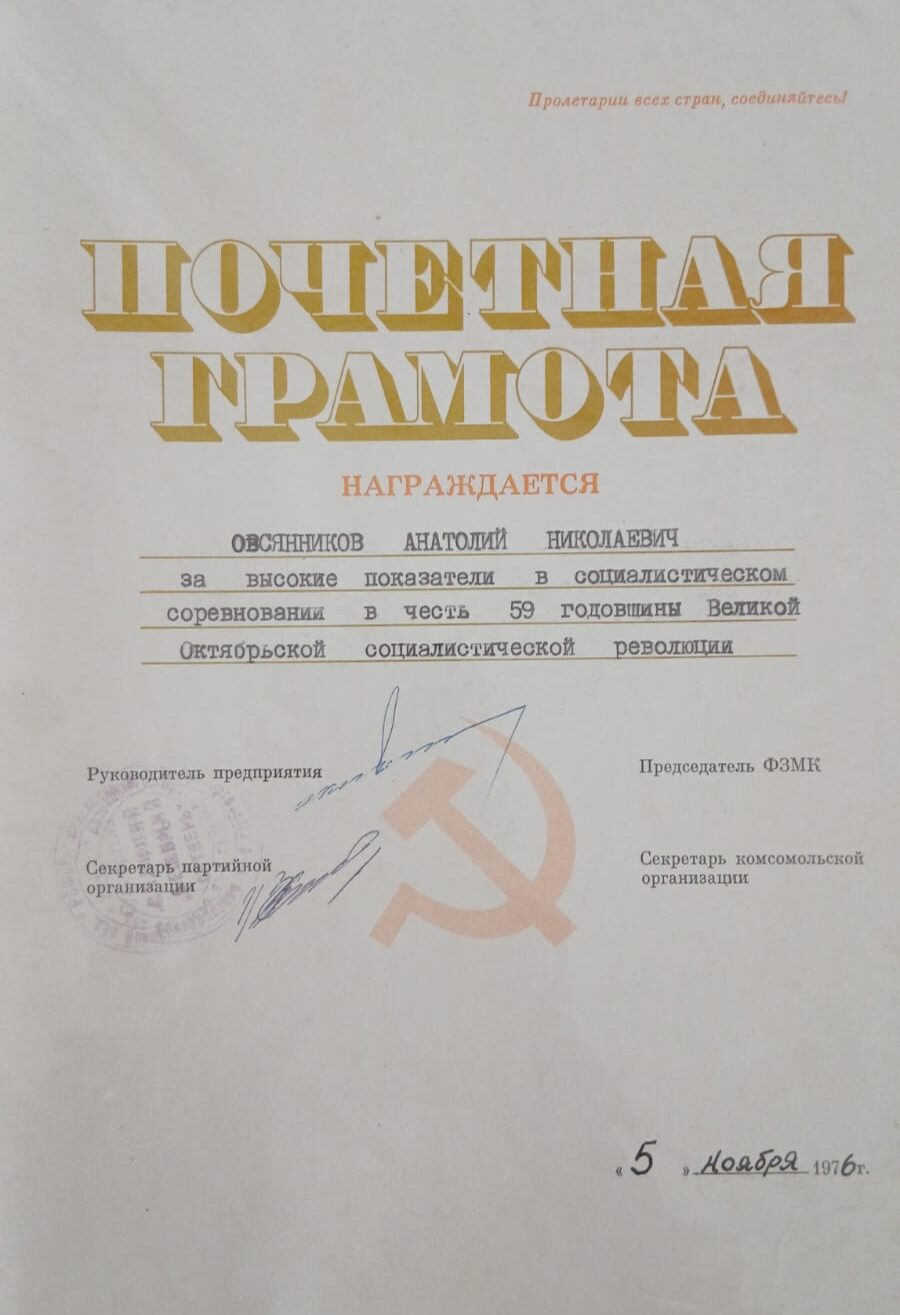 Пролетарии всех стран, соединяйтесь!
ПОЧЕТНАЯ
ГРАМОТА
НАГРАЖДАЕТСЯ
ОВСЯННИКОВ АНАТОЛИЙ НИКОЛАЕВИЧ
за высокие показатели в социалистическом
соревновании в честь 59 годовшины Великой
Октябрьской социалистической революции
Руководитель предприятия
Председатель ФЗМК
Секретарь партийной
организации
Секретарь комсомольской
организации
«5» Ноября 1976г.